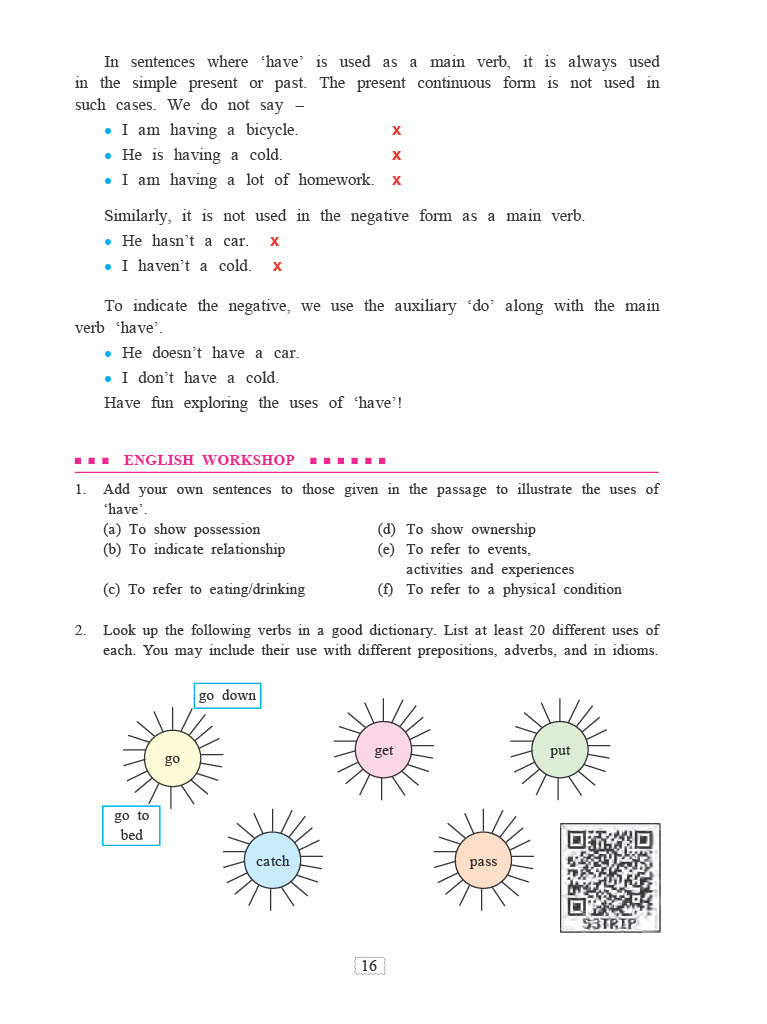 In sentences where ‘have’ is used as a main verb, it is always used
in the simple present or past. The present continuous form is not used in
such cases. We do not say –
• I am having a bicycle. x
• He is having a cold. x
• I am having a lot of homework. x
Similarly, it is not used in the negative form as a main verb.
• He hasn’t a car. x
• I haven’t a cold. x
To indicate the negative, we use the auxiliary ‘do’ along with the main
verb ‘have’.
• He doesn’t have a car.
• I don’t have a cold.
Have fun exploring the uses of ‘have’!
ENGLISH WORKSHOP
1. Add your own sentences to those given in the passage to illustrate the uses of
‘have’.
(a) To show possession
(b) To indicate relationship
(c) To refer to eating/drinking
(d) To show ownership
(e) To refer to events,
activities and experiences
(f) To refer to a physical condition
2. Look up the following verbs in a good dictionary. List at least 20 different uses of
each. You may include their use with different prepositions, adverbs, and in idioms.
go down
go
get
put
go to
bed
catch
pass
S3TRIP
16